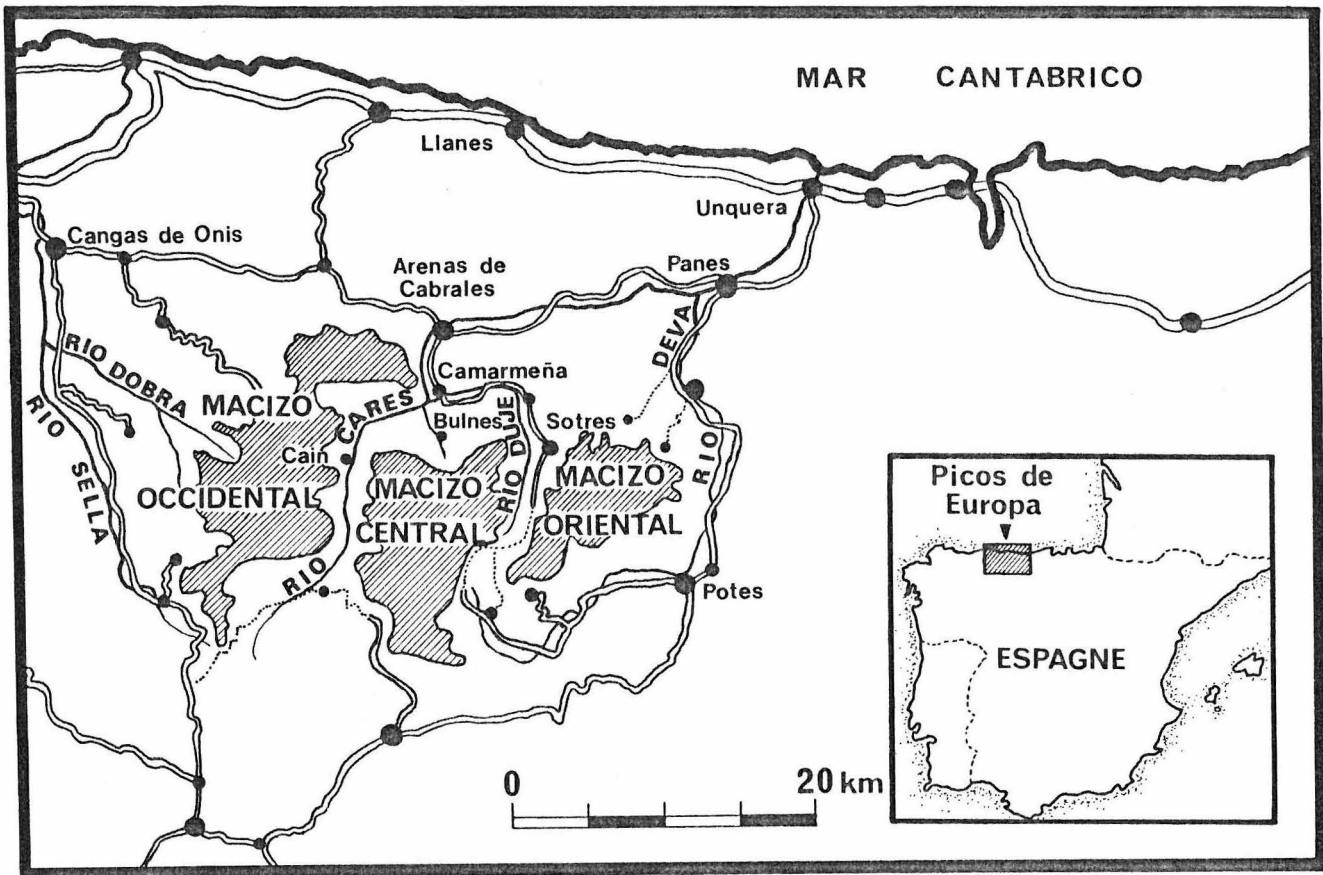 MAR CANTABRICO
Llanes
Unquera
Cangas de Onis
Arenas de
Cabrales
Panes
RIO DOBRA
RIO SELLA
MACIZO
OCCIDENTAL
Camarmeña
CARES
RIO
Bulnes
Cain
RIO DUJE
Sotres
MACIZO
CENTRAL
MACIZO
ORIENTAL
DEVA
RIO
Potes
0 20 km
Picos de
Europa
ESPAGNE